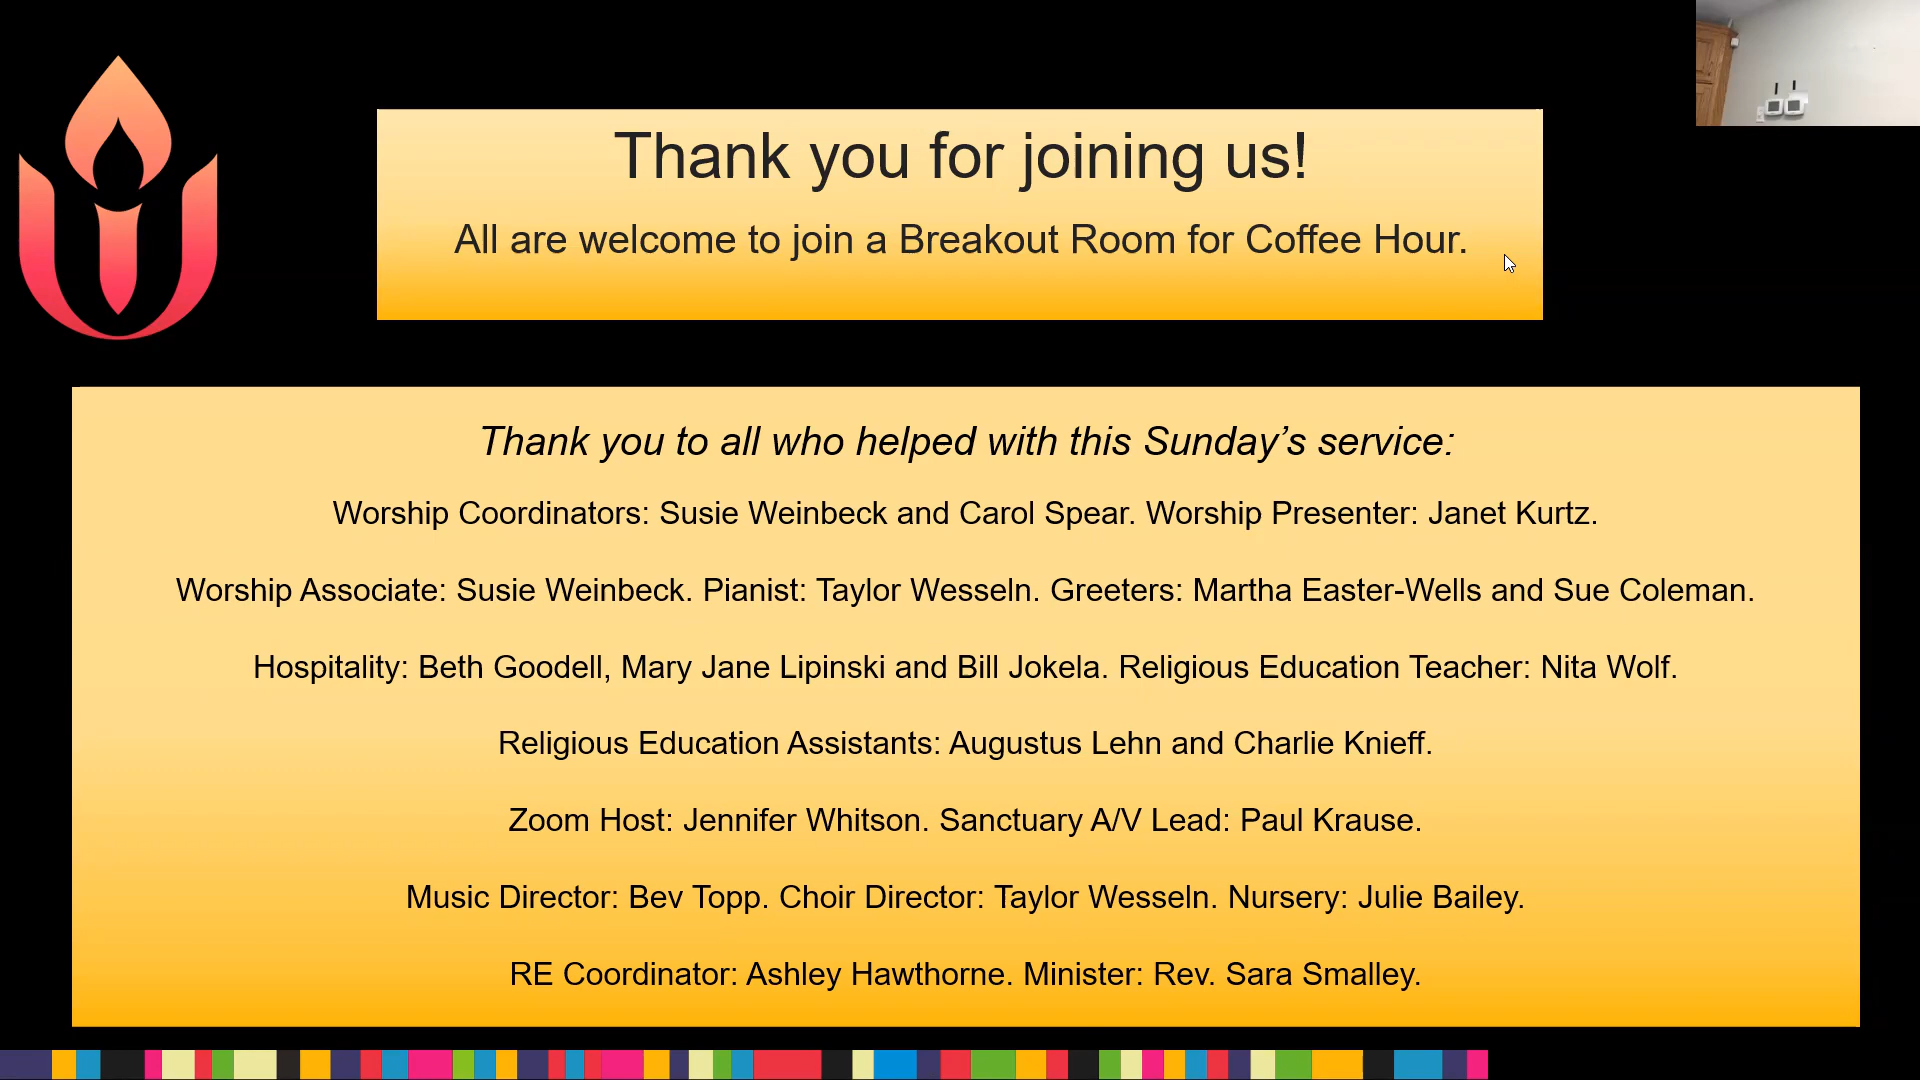 Thank you for joining us!
All are welcome to join a Breakout Room for Coffee Hour.
Thank you to all who helped with this Sunday’s service:
Worship Coordinators: Susie Weinbeck and Carol Spear. Worship Presenter: Janet Kurtz.
Worship Associate: Susie Weinbeck. Pianist: Taylor Wesseln. Greeters: Martha Easter-Wells and Sue Coleman.
Hospitality: Beth Goodell, Mary Jane Lipinski and Bill Jokela. Religious Education Teacher: Nita Wolf.
Religious Education Assistants: Augustus Lehn and Charlie Knieff.
Zoom Host: Jennifer Whitson. Sanctuary A/V Lead: Paul Krause.
Music Director: Bev Topp. Choir Director: Taylor Wesseln. Nursery: Julie Bailey.
RE Coordinator: Ashley Hawthorne. Minister: Rev. Sara Smalley.